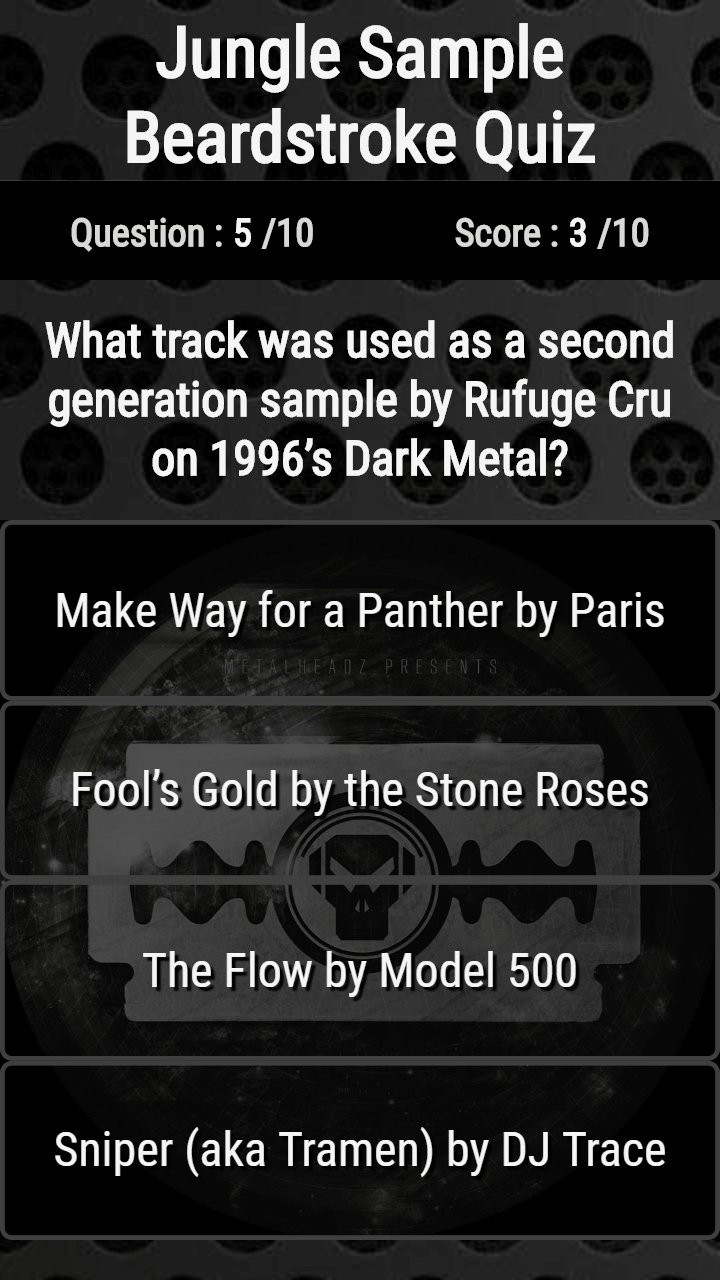 Jungle Sample
Beardstroke Quiz
Question : 5 /10
Score : 3 /10
What track was used as a second
generation sample by Rufuge Cru
on 1996’s Dark Metal?
Make Way for a Panther by Paris
METALHEADZ PRESENTS
Fool’s Gold by the Stone Roses
The Flow by Model 500
Sniper (aka Tramen) by DJ Trace